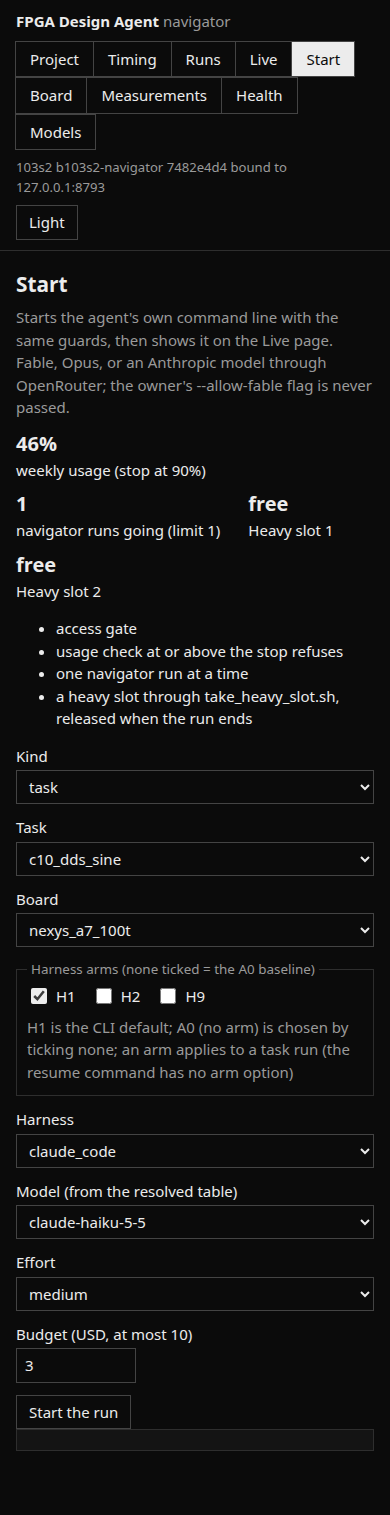 FPGA Design Agent navigator
Project Timing Runs Live Start
Board Measurements Health
Models
103s2 b103s2-navigator 7482e4d4 bound to
127.0.0.1:8793
Light
Start
Starts the agent's own command line with the
same guards, then shows it on the Live page.
Fable, Opus, or an Anthropic model through
OpenRouter; the owner's --allow-fable flag is never
passed.
46%
weekly usage (stop at 90%)
1 free
navigator runs going (limit 1) Heavy slot 1
free
Heavy slot 2
• access gate
• usage check at or above the stop refuses
• one navigator run at a time
• a heavy slot through take_heavy_slot.sh,
released when the run ends
Kind
task
Task
c10_dds_sine
Board
nexys_a7_100t
Harness arms (none ticked = the A0 baseline)
H1 H2 H9
H1 is the CLI default; A0 (no arm) is chosen by
ticking none; an arm applies to a task run (the
resume command has no arm option)
Harness
claude_code
Model (from the resolved table)
claude-haiku-5-5
Effort
medium
Budget (USD, at most 10)
3
Start the run